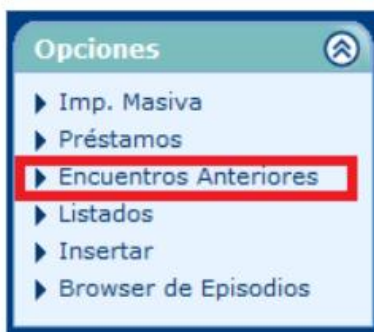 Opciones
Imp. Masiva
Préstamos
Encuentros Anteriores
Listados
Insertar
Browser de Episodios